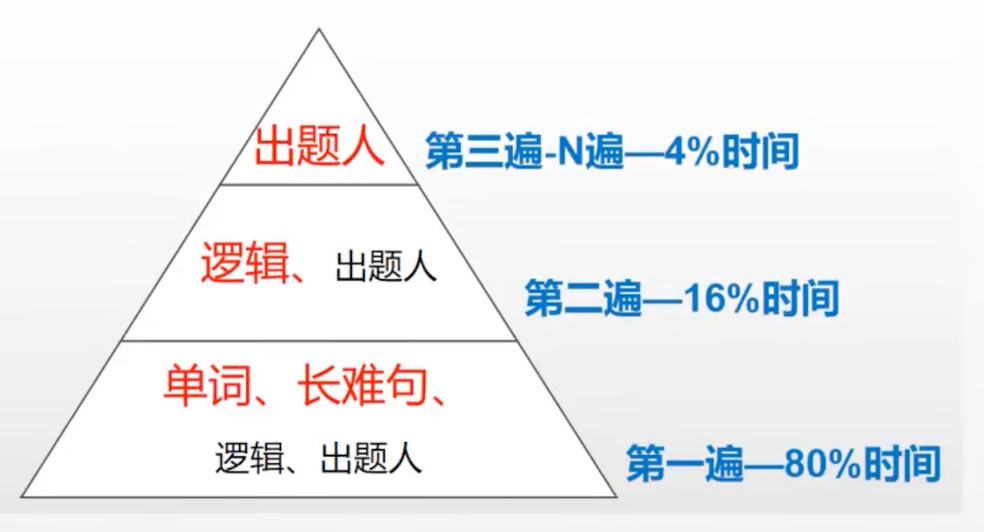 出题人
第三遍-N遍—4%时间
逻辑、出题人
第二遍—16%时间
单词、长难句、
逻辑、出题人
第一遍—80%时间